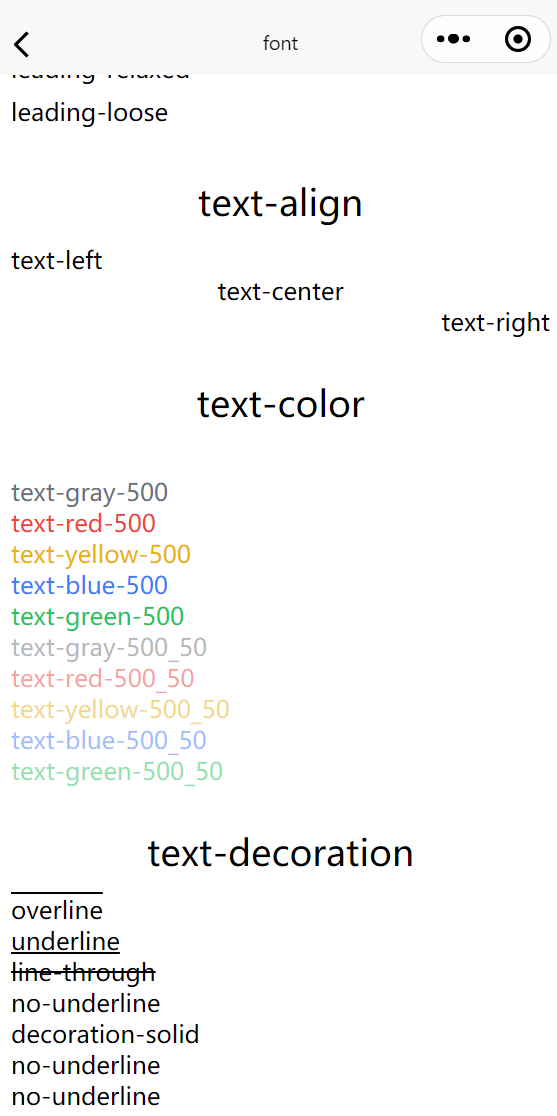 font
leading-relaxed
leading-loose
text-align
text-left
text-center
text-right
text-color
text-gray-500
text-red-500
text-yellow-500
text-blue-500
text-green-500
text-gray-500_50
text-red-500_50
text-yellow-500_50
text-blue-500_50
text-green-500_50
text-decoration
overline
underline
line-through
no-underline
decoration-solid
no-underline
no-underline